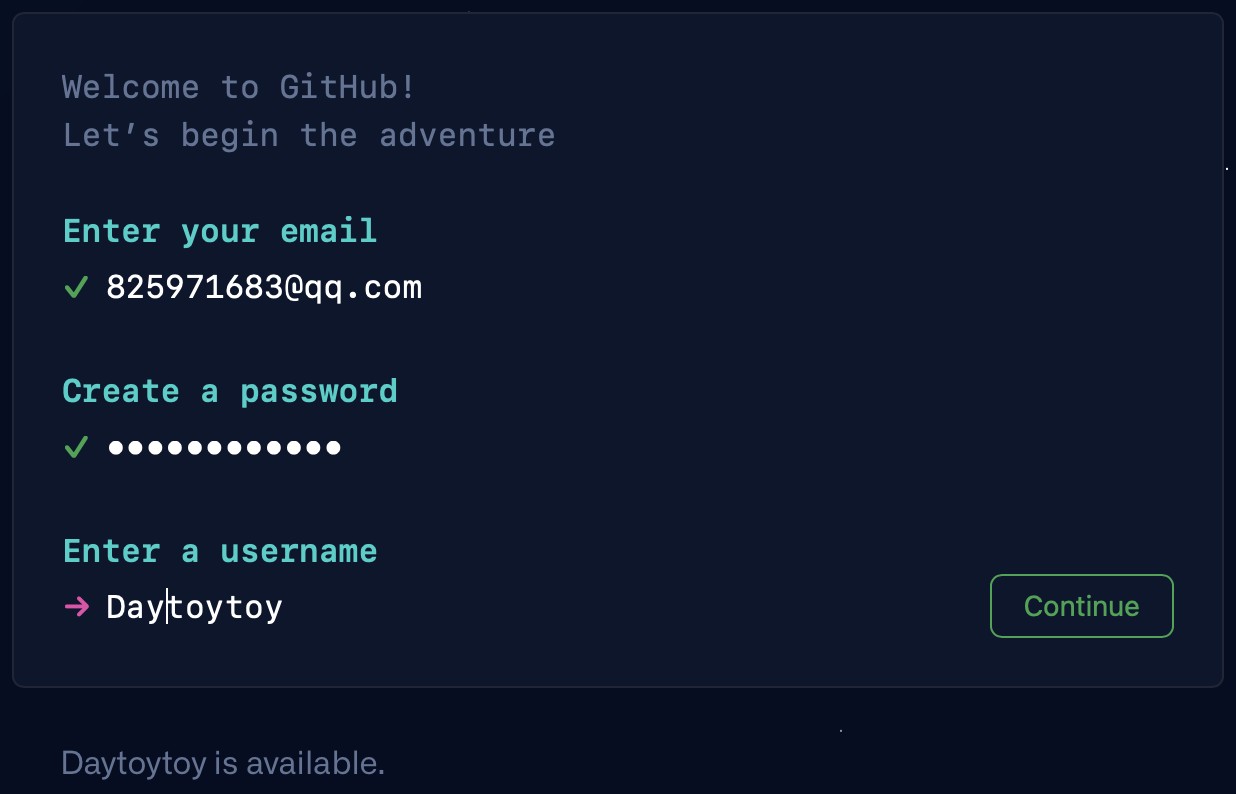 Welcome to GitHub!
Let’s begin the adventure
Enter your email
✓ 825971683@qq.com
Create a password
✓ ●●●●●●●●●●●●
Enter a username
→ Daytoytoy
Continue
Daytoytoy is available.